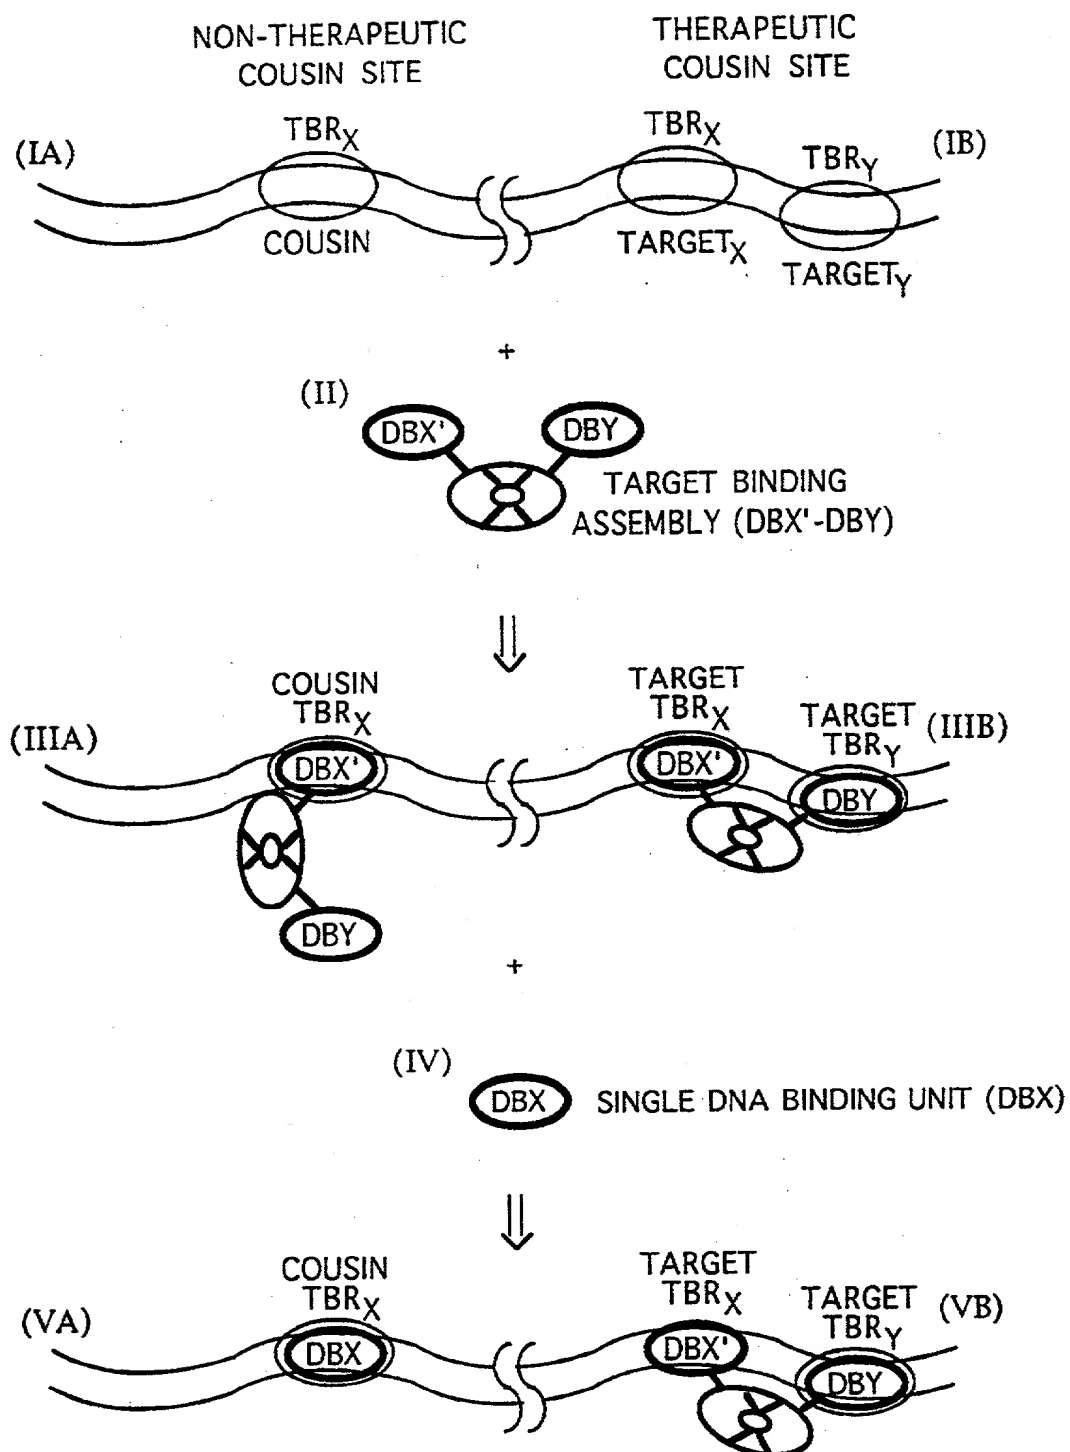 NON-THERAPEUTIC
COUSIN SITE
THERAPEUTIC
COUSIN SITE
(IA)
TBRX
COUSIN
TBRX
TARGETX
TBRY
TARGETY
(IB)
+
(II)
DBX'
DBY
TARGET BINDING
ASSEMBLY (DBX'-DBY)
COUSIN
TBRX
(IIIA)
DBX'
DBY
TARGET
TBRX
DBX'
TARGET
TBRY
(IIIB)
DBY
+
(IV)
DBX
SINGLE DNA BINDING UNIT (DBX)
COUSIN
TBRX
(VA)
DBX
TARGET
TBRX
DBX'
TARGET
TBRY
(VB)
DBY